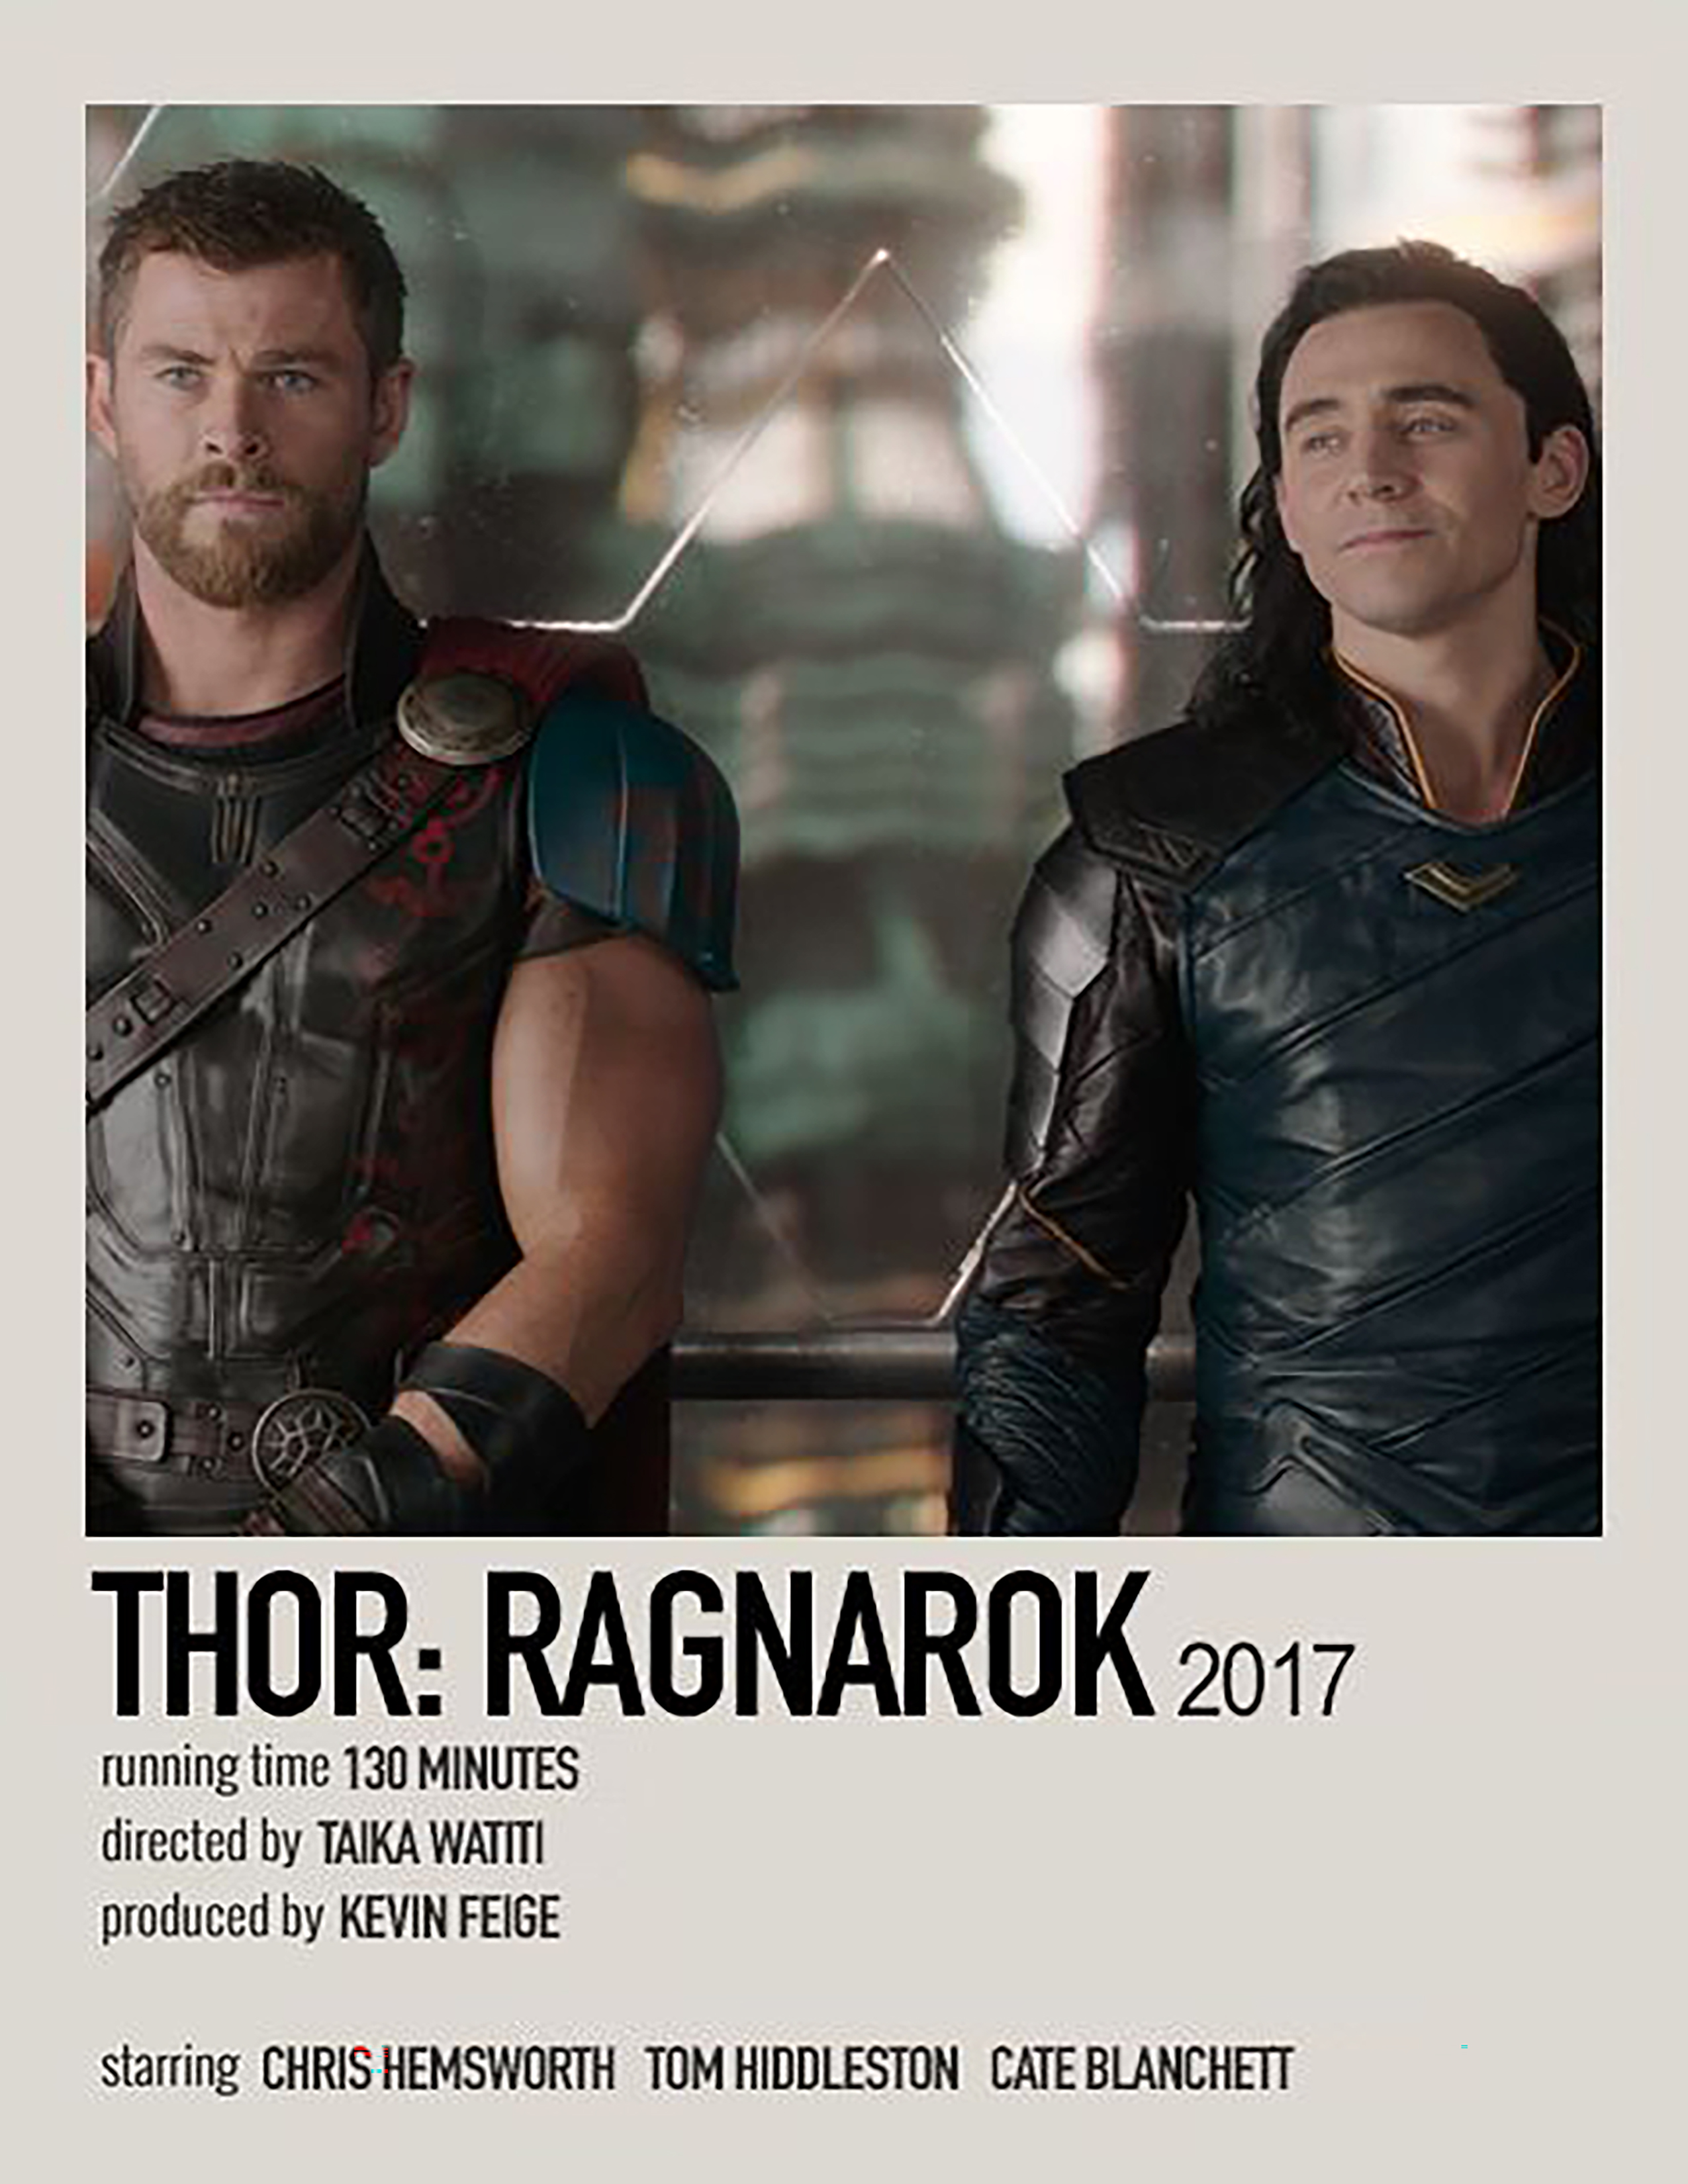 THOR: RAGNAROK 2017
running time 130 MINUTES
directed by TAIKA WATITI
produced by KEVIN FEIGE
starring CHRIS HEMSWORTH TOM HIDDLESTON CATE BLANCHETT